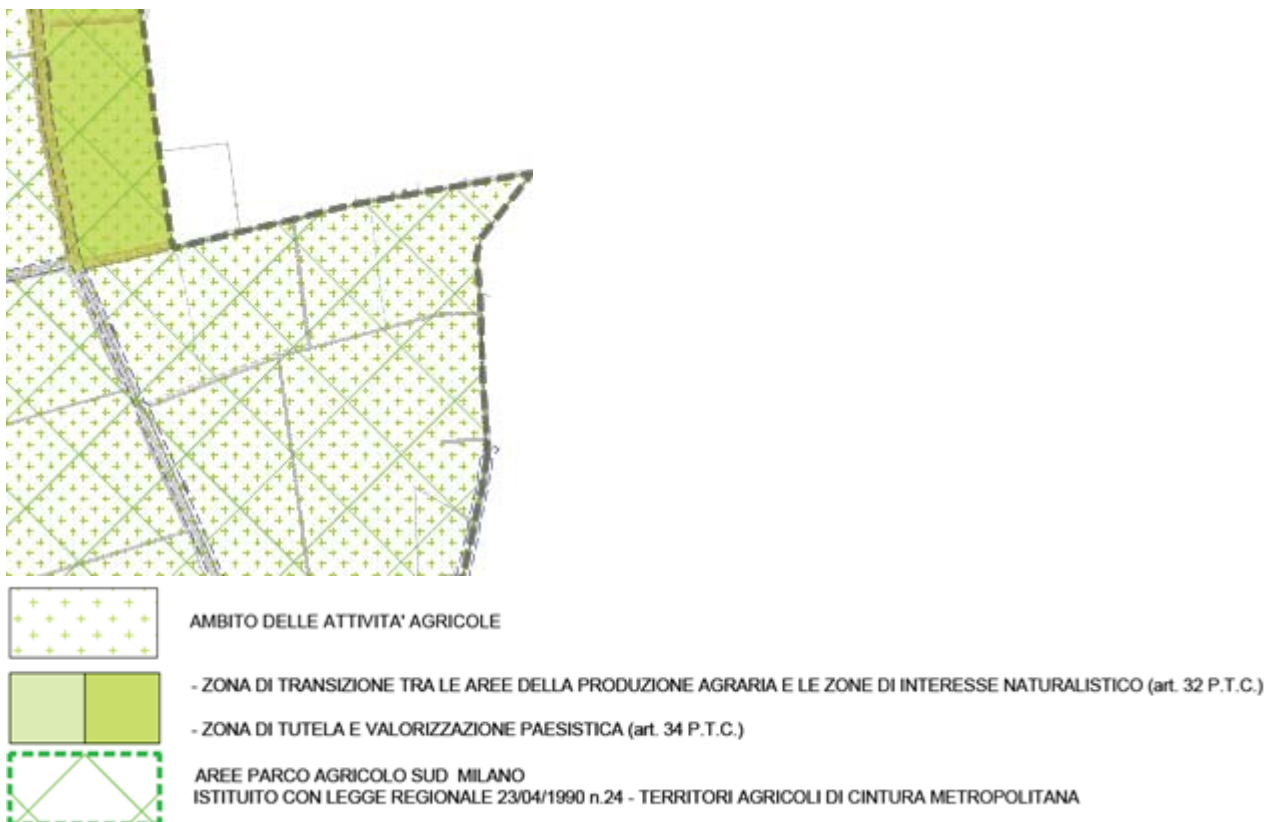 AMBITO DELLE ATTIVITA' AGRICOLE
- ZONA DI TRANSIZIONE TRA LE AREE DELLA PRODUZIONE AGRARIA E LE ZONE DI INTERESSE NATURALISTICO (art. 32 P.T.C.)
- ZONA DI TUTELA E VALORIZZAZIONE PAESISTICA (art. 34 P.T.C.)
AREE PARCO AGRICOLO SUD MILANO
ISTITUITO CON LEGGE REGIONALE 23/04/1990 n.24 - TERRITORI AGRICOLI DI CINTURA METROPOLITANA